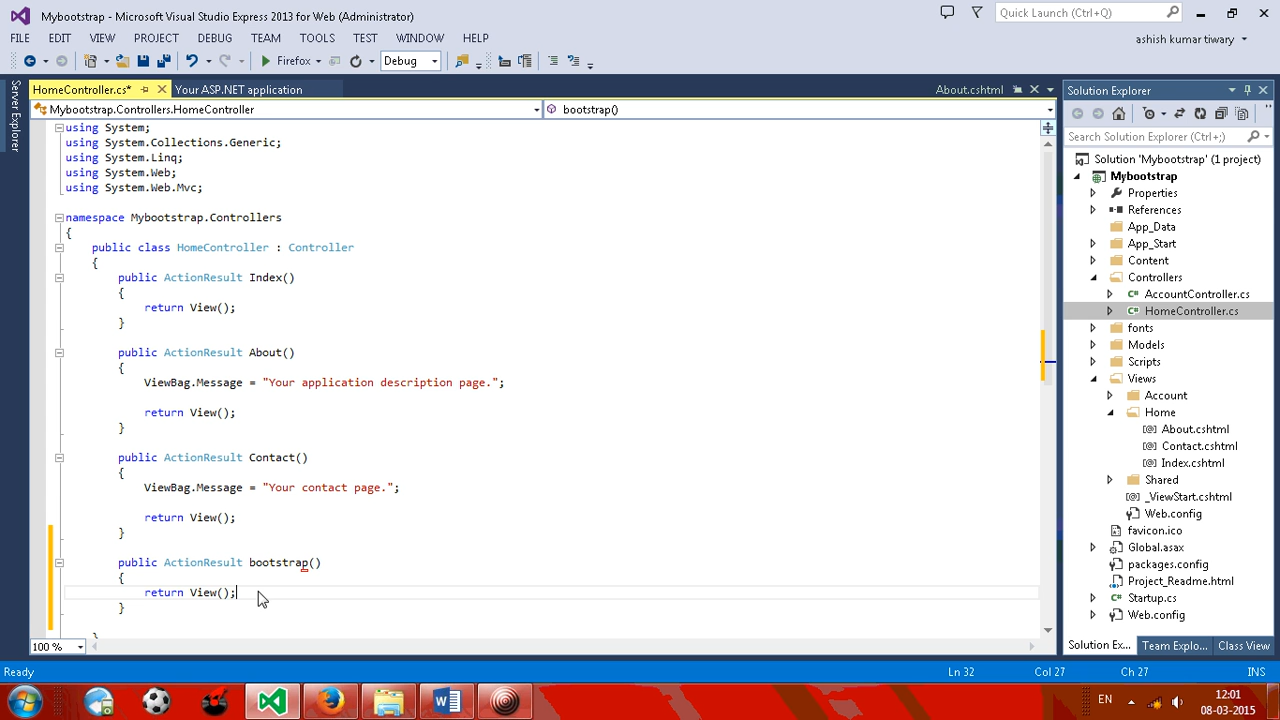 Mybootstrap - Microsoft Visual Studio Express 2013 for Web (Administrator)
Quick Launch (Ctrl+Q)
FILE EDIT VIEW PROJECT DEBUG TEAM TOOLS TEST WINDOW HELP
ashish kumar tiwary
Firefox
Debug
HomeController.cs*
Your ASP.NET application
About.cshtml
Solution Explorer
Server Explorer
Mybootstrap.Controllers.HomeController
bootstrap()
Search Solution Explorer (Ctrl+;)
using System;
using System.Collections.Generic;
using System.Linq;
using System.Web;
using System.Web.Mvc;
namespace Mybootstrap.Controllers
{
public class HomeController : Controller
{
public ActionResult Index()
{
return View();
}
public ActionResult About()
{
ViewBag.Message = "Your application description page.";
return View();
}
public ActionResult Contact()
{
ViewBag.Message = "Your contact page.";
return View();
}
public ActionResult bootstrap()
{
return View();
}
}
Solution 'Mybootstrap' (1 project)
Mybootstrap
Properties
References
App_Data
App_Start
Content
Controllers
AccountController.cs
HomeController.cs
fonts
Models
Scripts
Views
Account
Home
About.cshtml
Contact.cshtml
Index.cshtml
Shared
_ViewStart.cshtml
Web.config
favicon.ico
Global.asax
packages.config
Project_Readme.html
Startup.cs
Web.config
100 %
Solution Ex... Team Explo... Class View
Ready
Ln 32
Col 27
Ch 27
INS
EN
12:01
08-03-2015